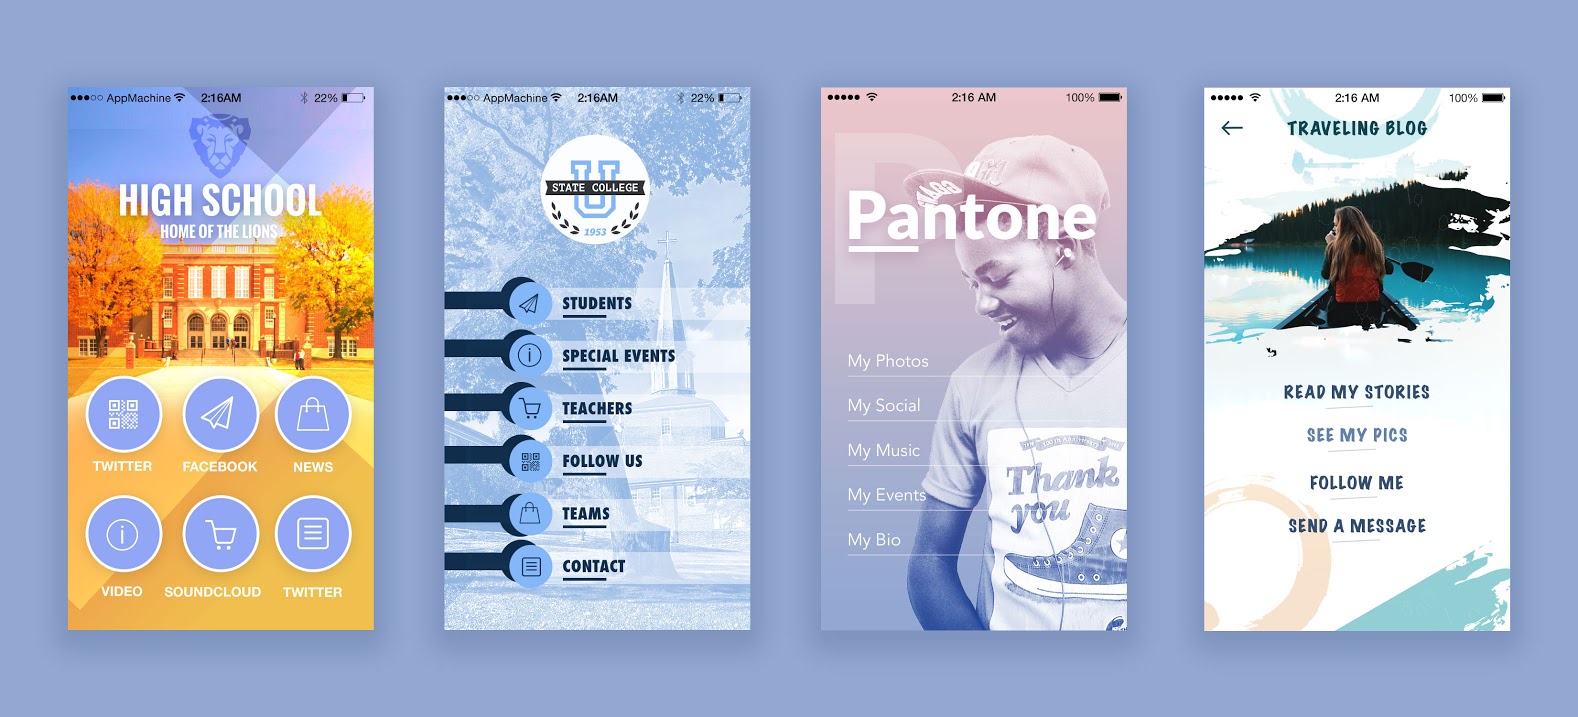 AppMachine 2:16AM 22%
HIGH SCHOOL
HOME OF THE LIONS
TWITTER FACEBOOK NEWS
VIDEO SOUNDCLOUD TWITTER
AppMachine 2:16AM 22%
U
STATE COLLEGE
1953
STUDENTS
SPECIAL EVENTS
TEACHERS
FOLLOW US
TEAMS
CONTACT
2:16 AM 100%
P
Pantone
My Photos
My Social
My Music
My Events
My Bio
Thank
you
2:16 AM 100%
TRAVELING BLOG
READ MY STORIES
SEE MY PICS
FOLLOW ME
SEND A MESSAGE